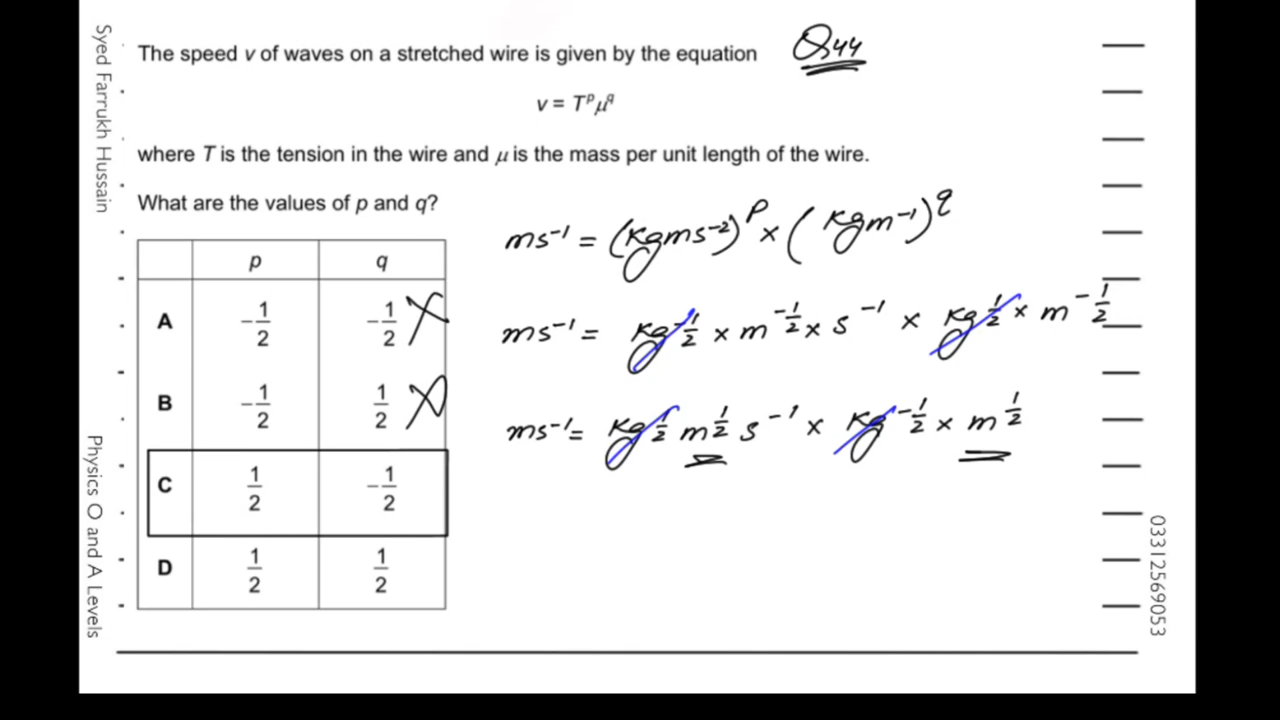 The speed v of waves on a stretched wire is given by the equation
Q44
v = T^p μ^q
where T is the tension in the wire and μ is the mass per unit length of the wire.
What are the values of p and q?
p q
A -1/2 -1/2
B -1/2 1/2
C 1/2 -1/2
D 1/2 1/2
ms⁻¹ = (kgms⁻²)^p × (kgm⁻¹)^q
ms⁻¹ = kg^-1/2 × m^-1/2 × s⁻¹ × kg^1/2 × m^-1/2
ms⁻¹ = kg^1/2 m^1/2 s⁻¹ × kg^-1/2 × m^1/2
Syed Farrukh Hussain
Physics O and A Levels
03312569053